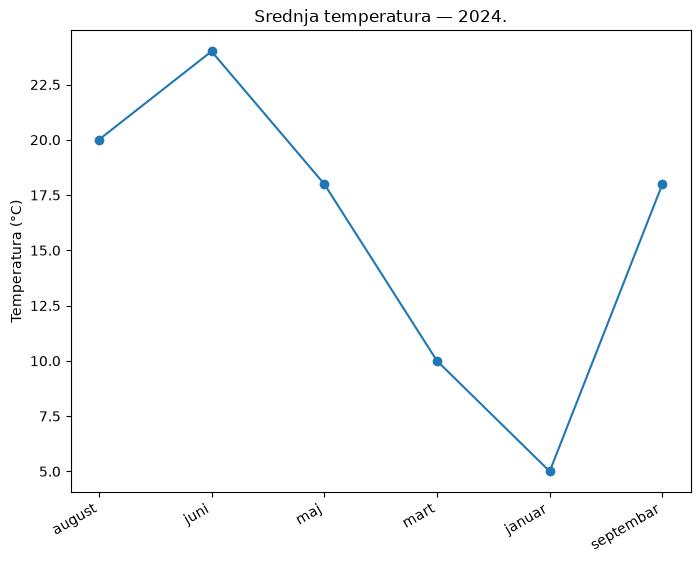 Srednja temperatura — 2024.
Temperatura (°C)
22.5
20.0
17.5
15.0
12.5
10.0
7.5
5.0
august
juni
maj
mart
januar
septembar